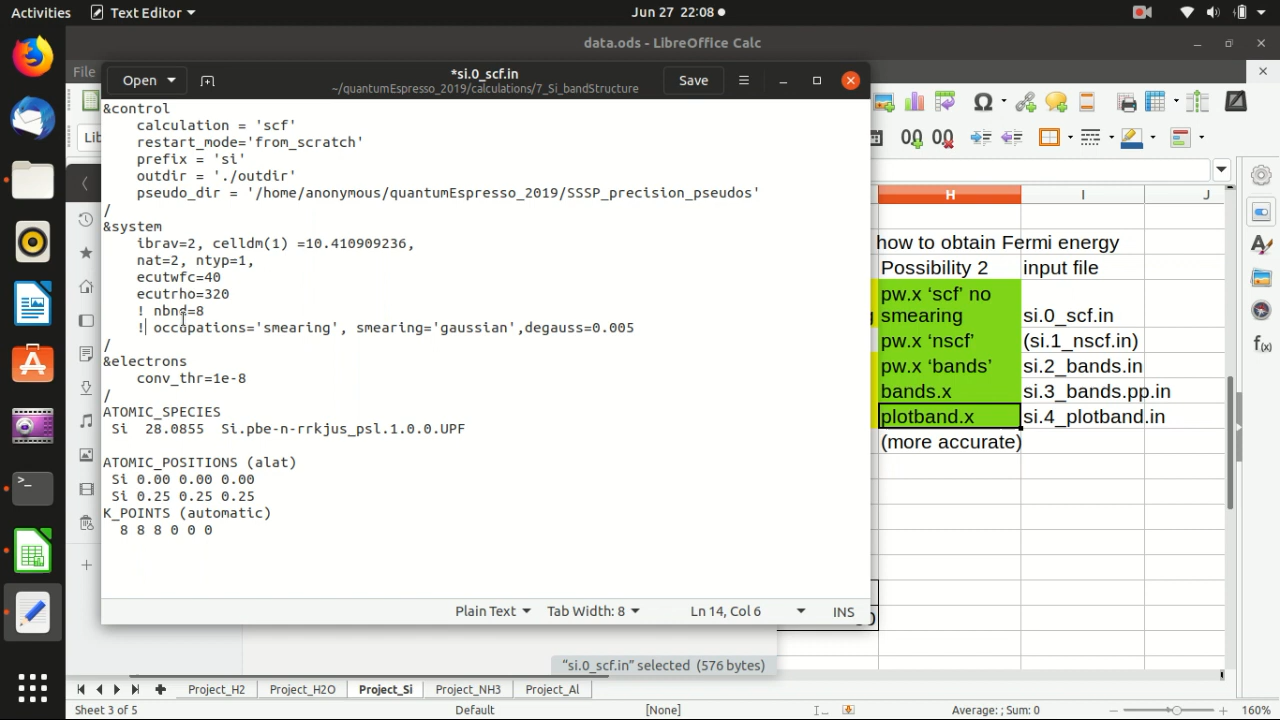 Activities
Text Editor
Jun 27 22:08
data.ods - LibreOffice Calc
File
Open
*si.0_scf.in
~/quantumEspresso_2019/calculations/7_Si_bandStructure
Save
&control
calculation = 'scf'
restart_mode='from_scratch'
prefix = 'si'
outdir = './outdir'
pseudo_dir = '/home/anonymous/quantumEspresso_2019/SSSP_precision_pseudos'
/
&system
ibrav=2, celldm(1) =10.410909236,
nat=2, ntyp=1,
ecutwfc=40
ecutrho=320
! nbnd=8
! occupations='smearing', smearing='gaussian',degauss=0.005
/
&electrons
conv_thr=1e-8
/
ATOMIC_SPECIES
Si 28.0855 Si.pbe-n-rrkjus_psl.1.0.0.UPF
ATOMIC_POSITIONS (alat)
Si 0.00 0.00 0.00
Si 0.25 0.25 0.25
K_POINTS (automatic)
8 8 8 0 0 0
Plain Text
Tab Width: 8
Ln 14, Col 6
INS
"si.0_scf.in" selected (576 bytes)
Lib
H I J
how to obtain Fermi energy
Possibility 2 input file
pw.x ‘scf’ no
smearing si.0_scf.in
pw.x ‘nscf’ (si.1_nscf.in)
pw.x ‘bands’ si.2_bands.in
bands.x si.3_bands.pp.in
plotband.x si.4_plotband.in
(more accurate)
Project_H2 Project_H2O Project_Si Project_NH3 Project_Al
Sheet 3 of 5
Default
[None]
Average: ; Sum: 0
160%